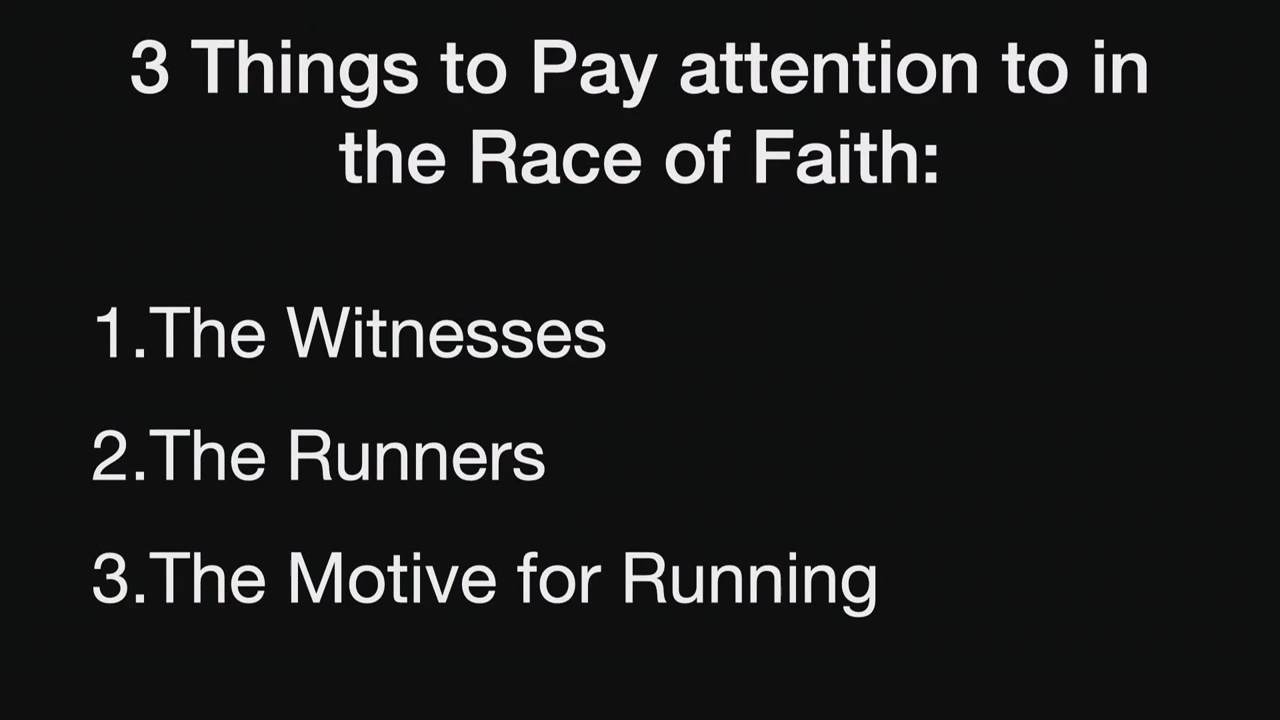 3 Things to Pay attention to in
the Race of Faith:
1.The Witnesses
2.The Runners
3.The Motive for Running